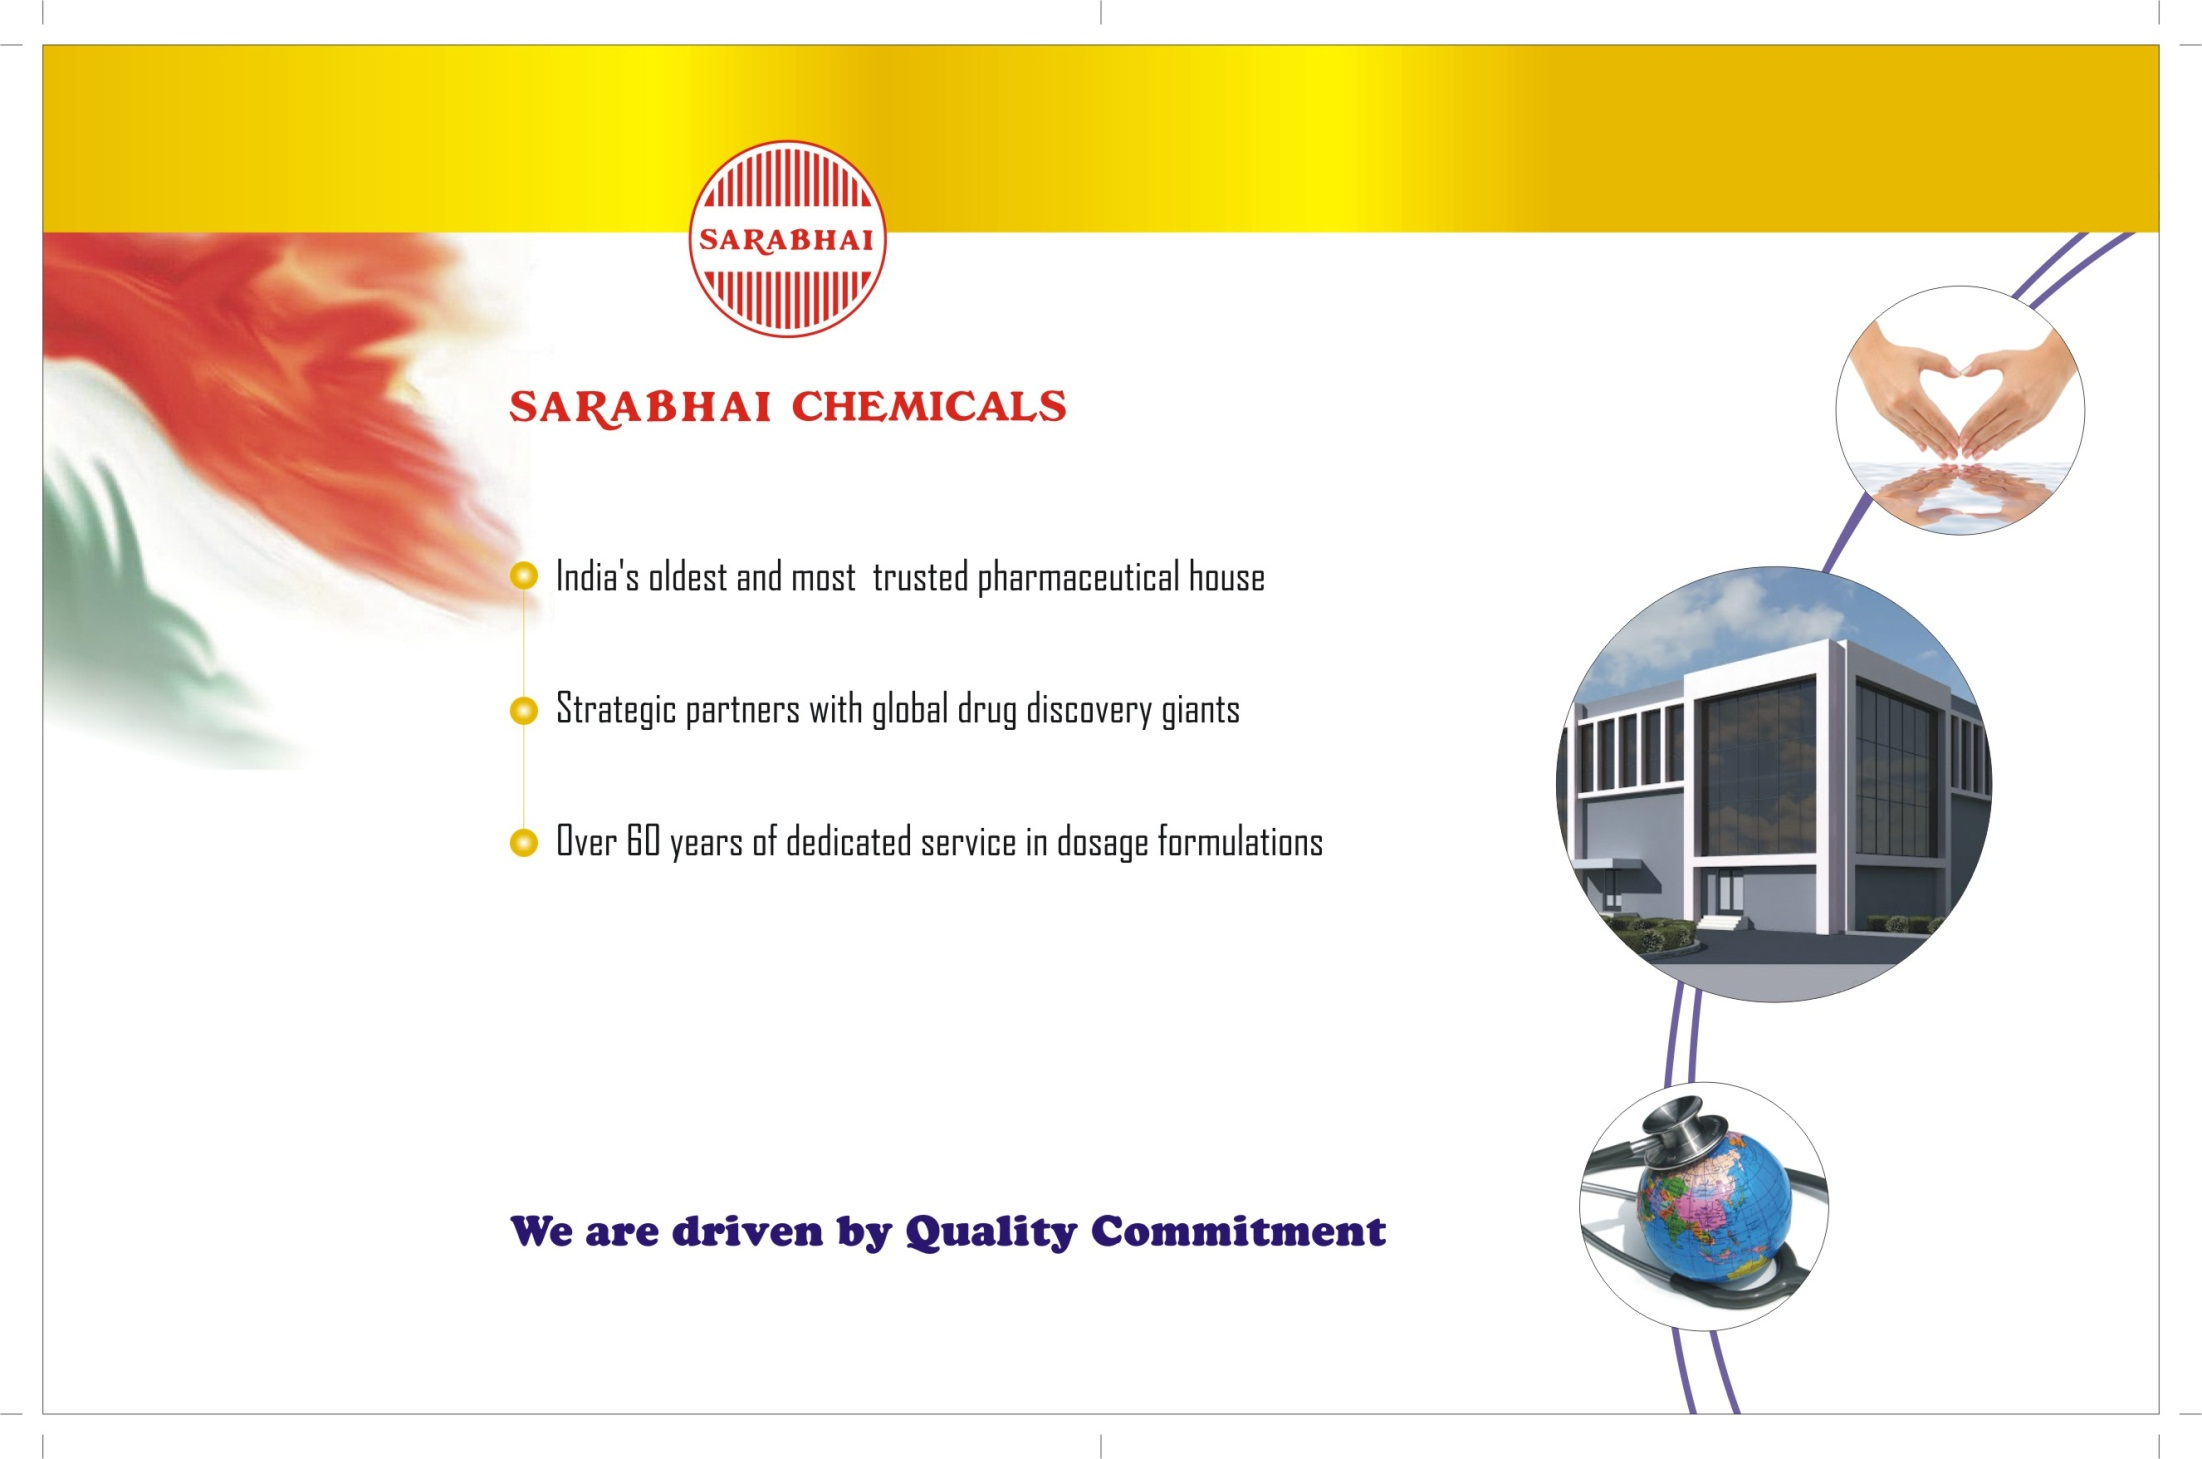 SARABHAI
SARABHAI CHEMICALS
India's oldest and most  trusted pharmaceutical house
Strategic partners with global drug discovery giants
Over 60 years of dedicated service in dosage formulations
We are driven by Quality Commitment